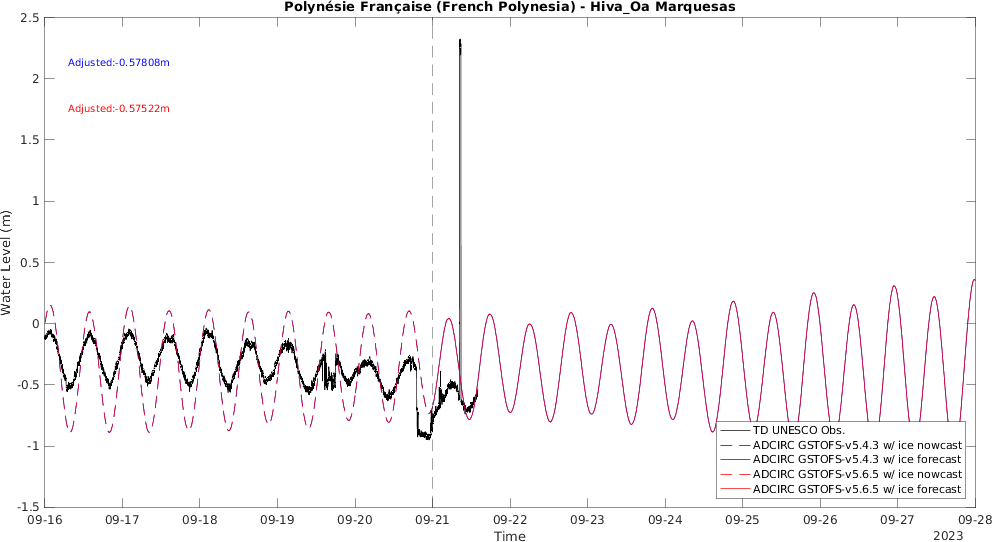 Polynésie Française (French Polynesia) - Hiva_Oa Marquesas
2.5
Adjusted:-0.57808m
2
Adjusted:-0.57522m
1.5
1
0.5
0
-0.5
-1
-1.5
Water Level (m)
TD UNESCO Obs.
ADCIRC GSTOFS-v5.4.3 w/ ice nowcast
ADCIRC GSTOFS-v5.4.3 w/ ice forecast
ADCIRC GSTOFS-v5.6.5 w/ ice nowcast
ADCIRC GSTOFS-v5.6.5 w/ ice forecast
09-16 09-17 09-18 09-19 09-20 09-21 09-22 09-23 09-24 09-25 09-26 09-27 09-28
Time
2023